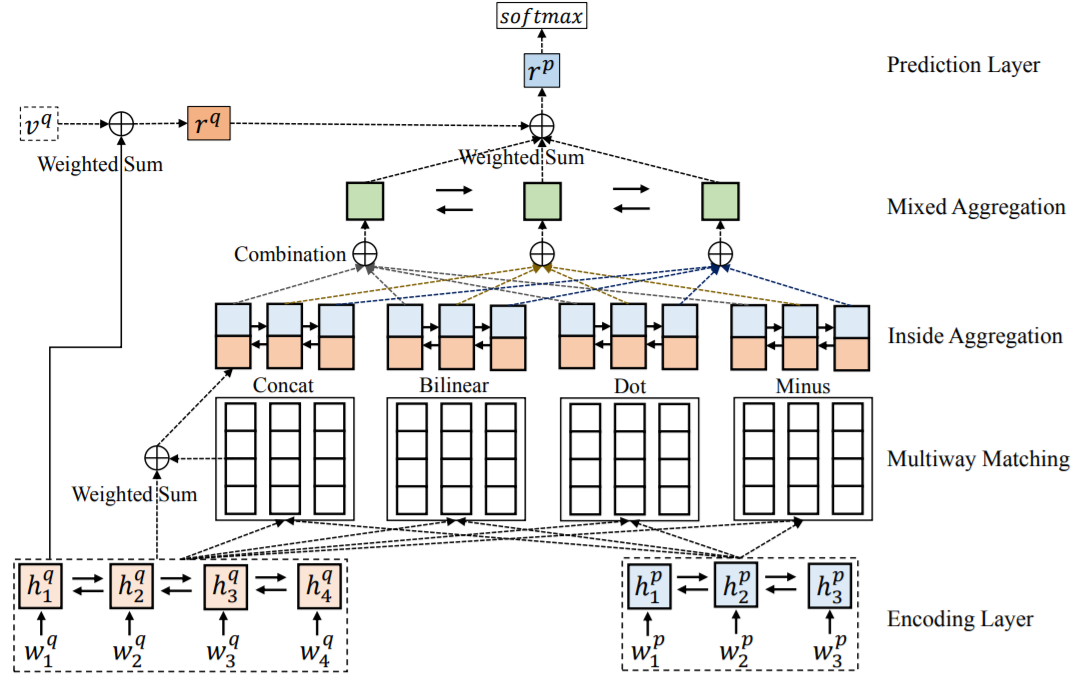 softmax
r^p
Prediction Layer
v^q
r^q
Weighted Sum
Weighted Sum
Mixed Aggregation
Combination
Inside Aggregation
Concat
Bilinear
Dot
Minus
Multiway Matching
Weighted Sum
h_1^q h_2^q h_3^q h_4^q
h_1^p h_2^p h_3^p
Encoding Layer
w_1^q w_2^q w_3^q w_4^q
w_1^p w_2^p w_3^p